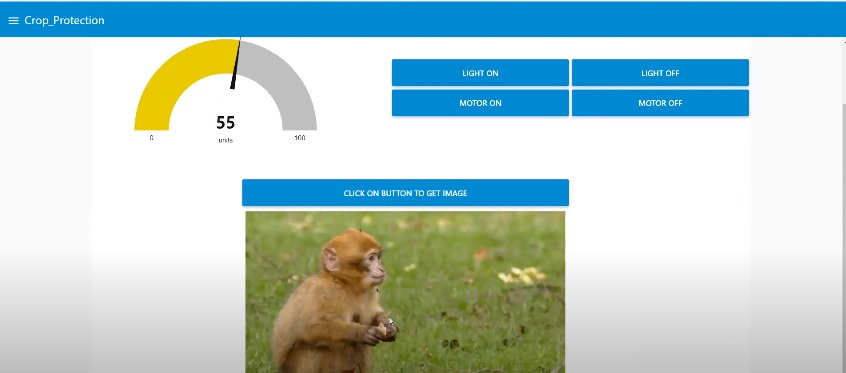 Crop_Protection
55
0
units
100
LIGHT ON
LIGHT OFF
MOTOR ON
MOTOR OFF
CLICK ON BUTTON TO GET IMAGE